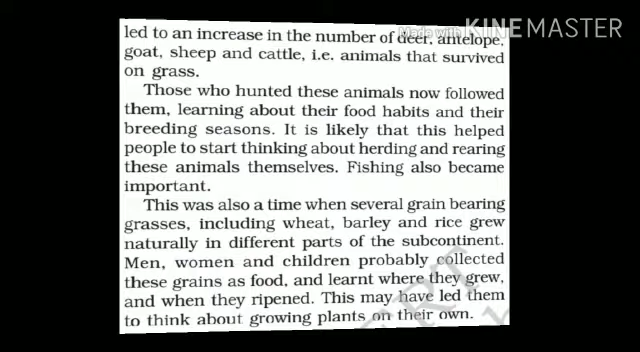 led to an increase in the number of deer, antelope,
Made with KINEMASTER
goat, sheep and cattle, i.e. animals that survived
on grass.
Those who hunted these animals now followed
them, learning about their food habits and their
breeding seasons. It is likely that this helped
people to start thinking about herding and rearing
these animals themselves. Fishing also became
important.
This was also a time when several grain bearing
grasses, including wheat, barley and rice grew
naturally in different parts of the subcontinent.
Men, women and children probably collected
these grains as food, and learnt where they grew,
and when they ripened. This may have led them
to think about growing plants on their own.